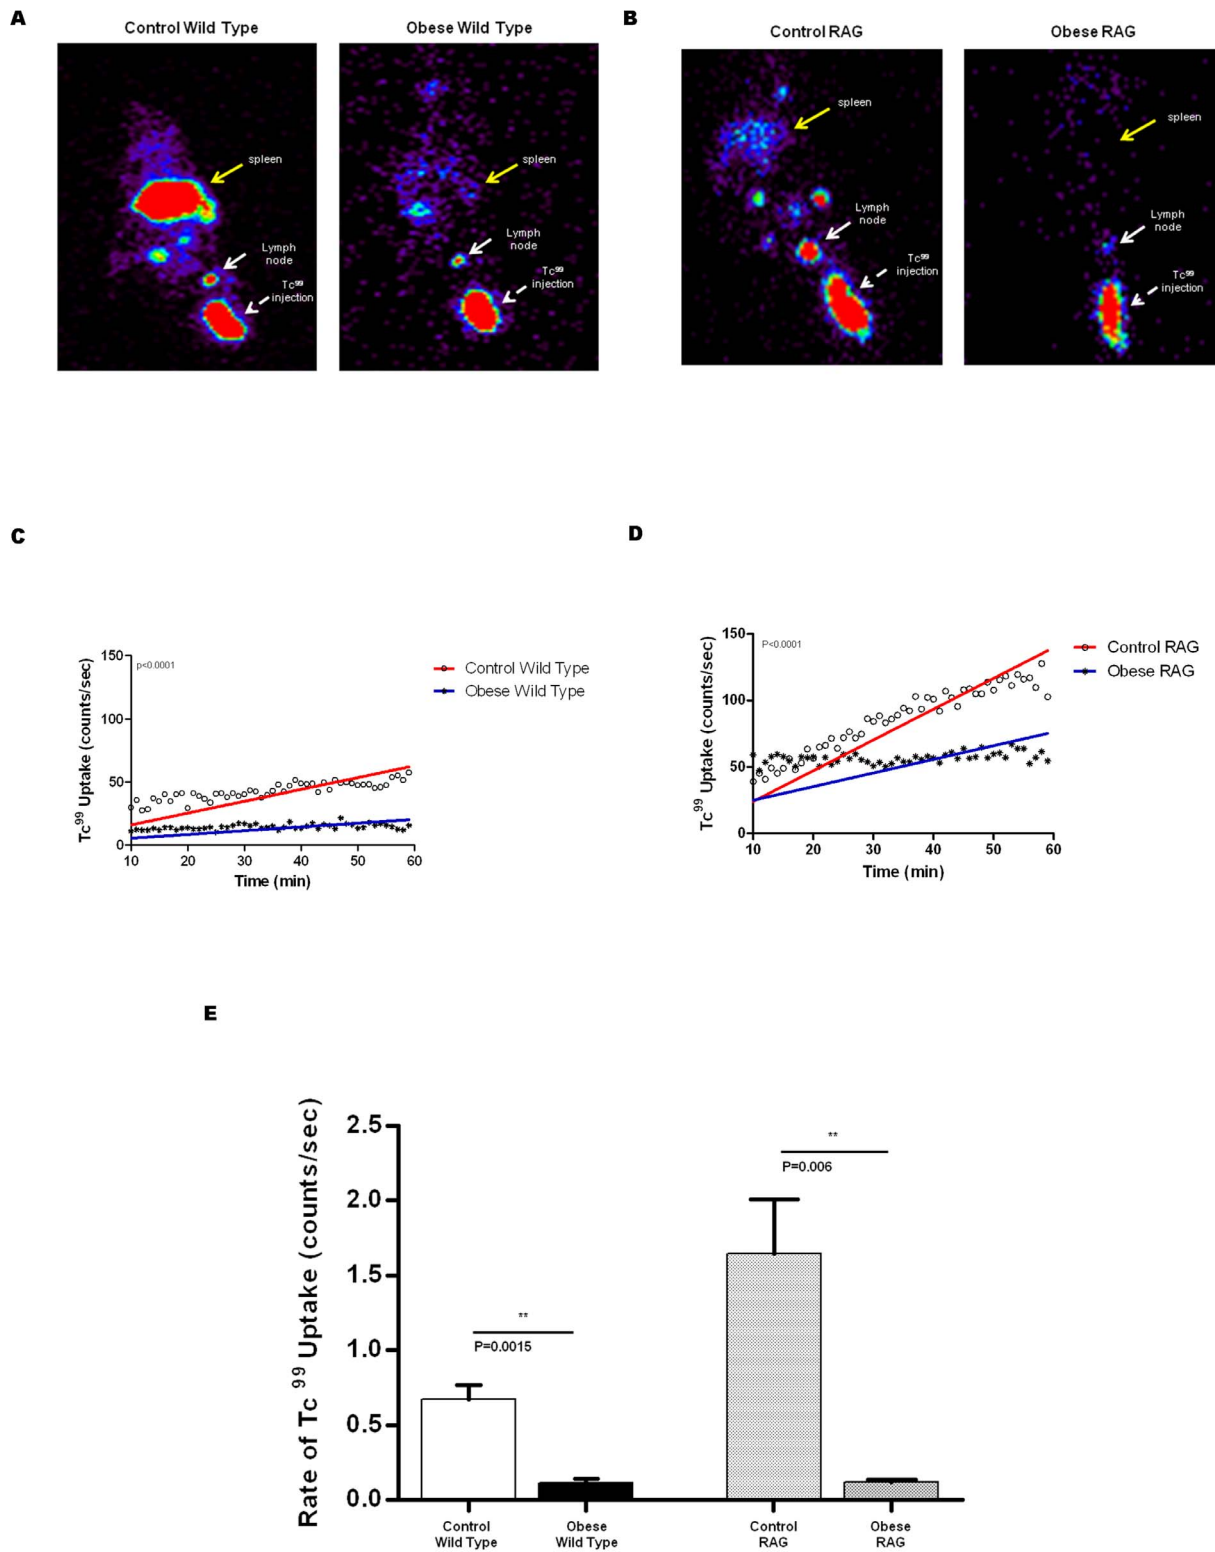 A
B
Control Wild Type
Obese Wild Type
Control RAG
Obese RAG
spleen
Lymph
node
Tc⁹⁹
injection
spleen
Lymph
node
Tc⁹⁹
injection
spleen
Lymph
node
Tc⁹⁹
injection
spleen
Lymph
node
Tc⁹⁹
injection
C
D
Tc⁹⁹ Uptake (counts/sec)
150
100
50
0
p<0.0001
10
20
30
40
50
60
Time (min)
Control Wild Type
Obese Wild Type
Tc⁹⁹ Uptake (counts/sec)
150
100
50
0
P<0.0001
10
20
30
40
50
60
Time (min)
Control RAG
Obese RAG
E
Rate of Tc ⁹⁹ Uptake (counts/sec)
2.5
2.0
1.5
1.0
0.5
0.0
**
P=0.0015
**
P=0.006
Control
Wild Type
Obese
Wild Type
Control
RAG
Obese
RAG